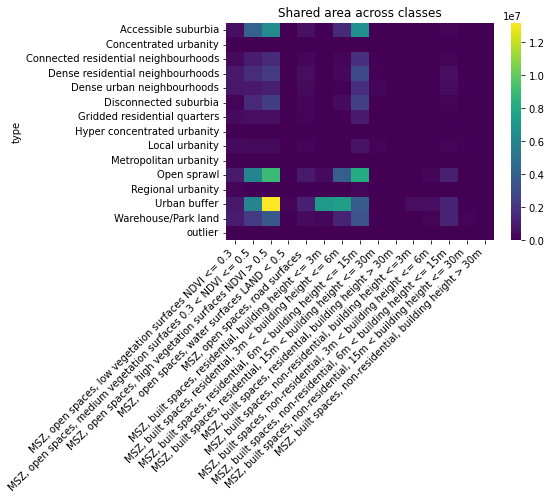 Shared area across classes
1e7
type
Accessible suburbia
Concentrated urbanity
Connected residential neighbourhoods
Dense residential neighbourhoods
Dense urban neighbourhoods
Disconnected suburbia
Gridded residential quarters
Hyper concentrated urbanity
Local urbanity
Metropolitan urbanity
Open sprawl
Regional urbanity
Urban buffer
Warehouse/Park land
outlier
1.2
1.0
0.8
0.6
0.4
0.2
0.0
MSZ, open spaces, low vegetation surfaces NDVI <= 0.3
MSZ, open spaces, medium vegetation surfaces 0.3 < NDVI <= 0.5
MSZ, open spaces, high vegetation surfaces NDVI > 0.5
MSZ, open spaces, water surfaces LAND < 0.5
MSZ, open spaces, road surfaces
MSZ, built spaces, residential, building height <= 3m
MSZ, built spaces, residential, 3m < building height <= 6m
MSZ, built spaces, residential, 6m < building height <= 15m
MSZ, built spaces, residential, 15m < building height <= 30m
MSZ, built spaces, residential, building height > 30m
MSZ, built spaces non-residential, building height <=3m
MSZ, built spaces, non-residential, 3m < building height <= 6m
MSZ, built spaces, non-residential, 6m < building height <= 15m
MSZ, built spaces, non-residential, 15m < building height <= 30m
MSZ, built spaces, non-residential, building height > 30m